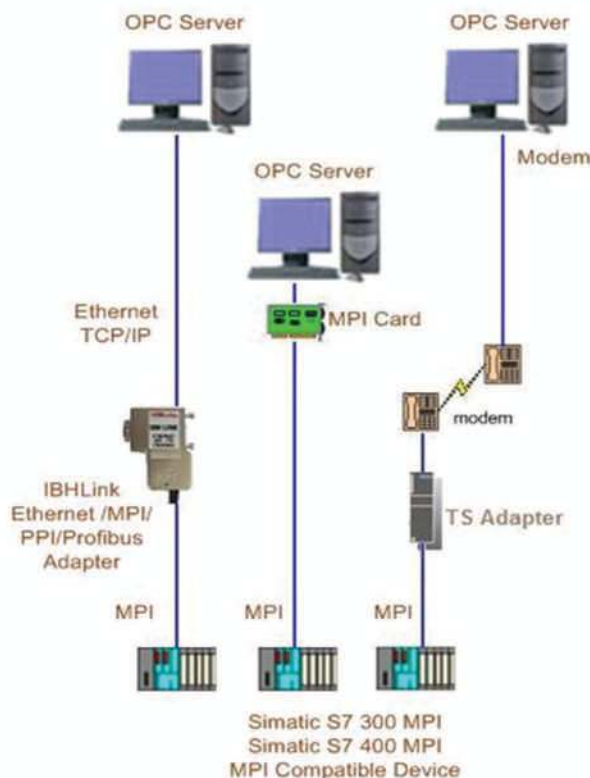 OPC Server
OPC Server
Modem
OPC Server
MPI Card
Ethernet
TCP/IP
modem
IBHLink
Ethernet /MPI/
PPI/Profibus
Adapter
TS Adapter
MPI
MPI
MPI
Simatic S7 300 MPI
Simatic S7 400 MPI
MPI Compatible Device